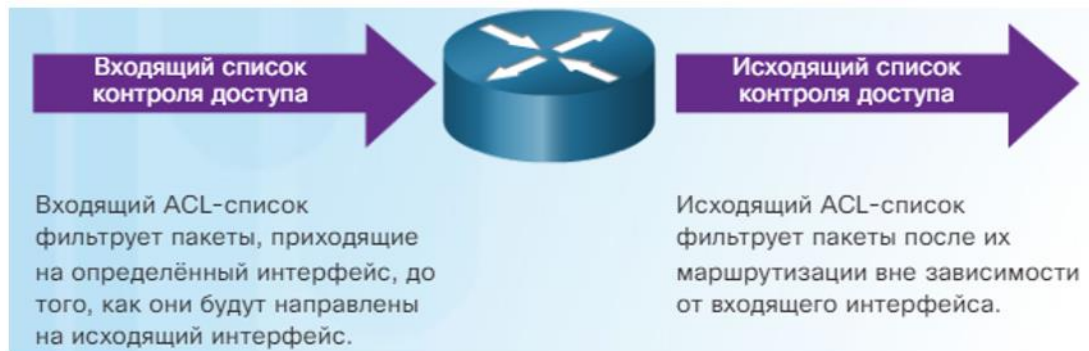 Входящий список
контроля доступа
Исходящий список
контроля доступа
Входящий ACL-список
фильтрует пакеты, приходящие
на определённый интерфейс, до
того, как они будут направлены
на исходящий интерфейс.
Исходящий ACL-список
фильтрует пакеты после их
маршрутизации вне зависимости
от входящего интерфейса.